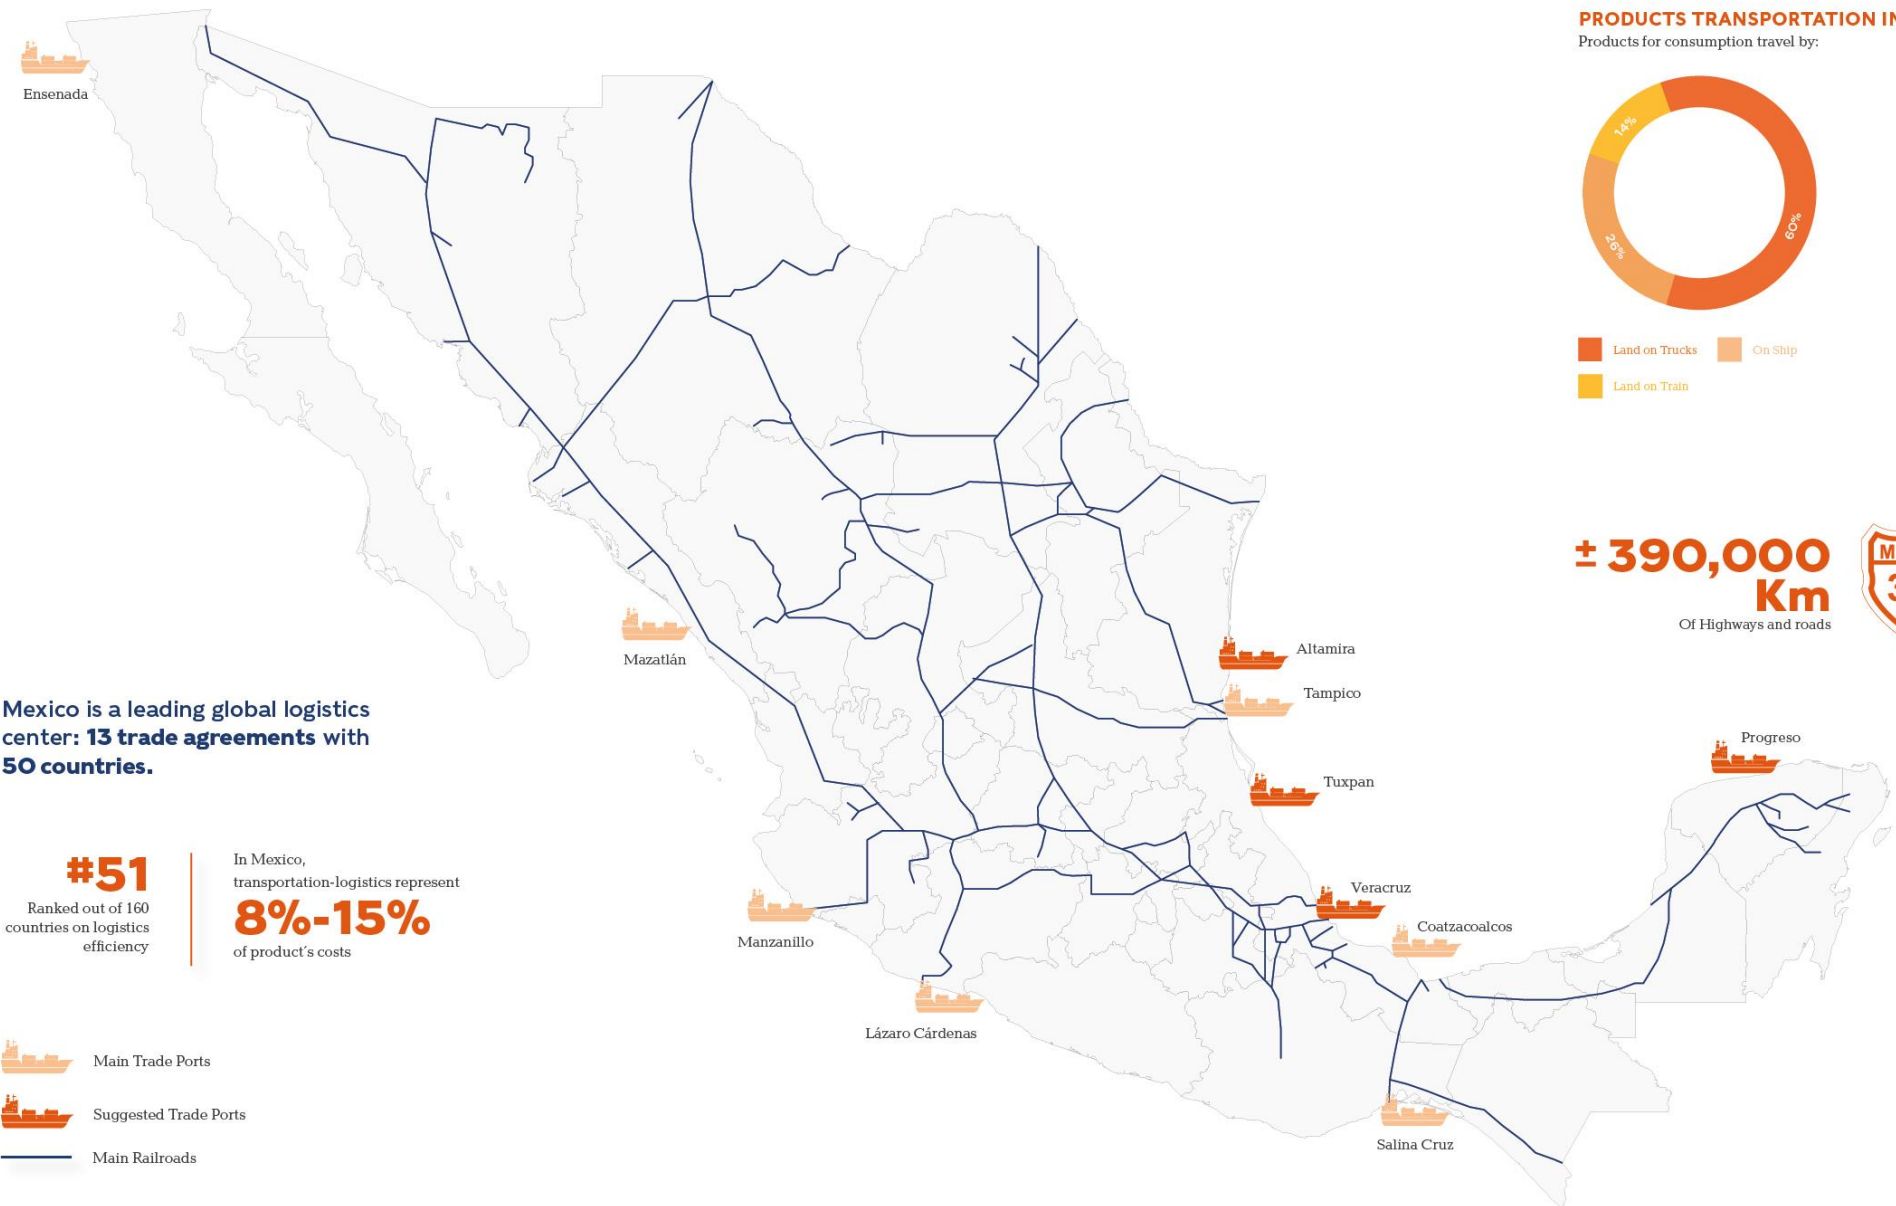 PRODUCTS TRANSPORTATION IN
Products for consumption travel by:
14%
26%
60%
Land on Trucks
On Ship
Land on Train
± 390,000
Km
Of Highways and roads
Ensenada
Mazatlán
Altamira
Tampico
Tuxpan
Progreso
Veracruz
Coatzacoalcos
Manzanillo
Lázaro Cárdenas
Salina Cruz
Mexico is a leading global logistics
center: 13 trade agreements with
50 countries.
#51
Ranked out of 160
countries on logistics
efficiency
In Mexico,
transportation-logistics represent
8%-15%
of product´s costs
Main Trade Ports
Suggested Trade Ports
Main Railroads